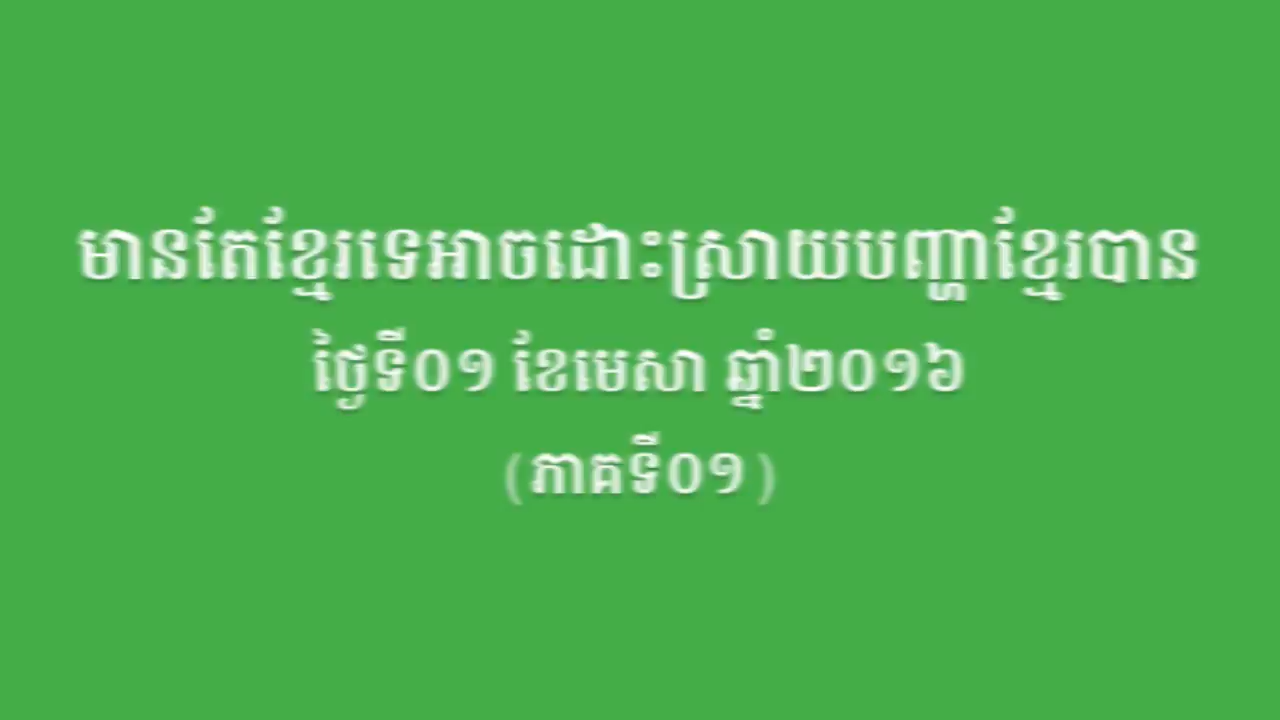 មានតែខ្មែរទេអាចដោះស្រាយបញ្ហាខ្មែរបាន
ថ្ងៃទី០១ ខែមេសា ឆ្នាំ២០១៦
(ភាគទី០១)